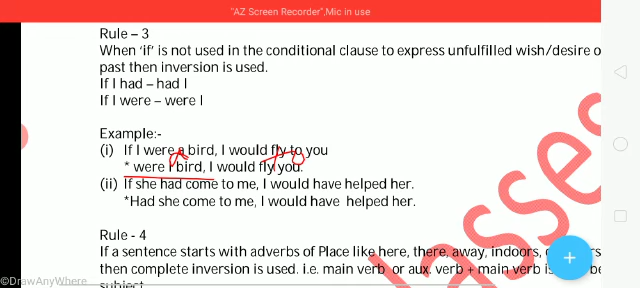 "AZ Screen Recorder",Mic in use
Rule – 3
When 'if' is not used in the conditional clause to express unfulfilled wish/desire o
past then inversion is used.
If I had – had I
If I were – were I
Example:-
(i) If I were a bird, I would fly to you
* were I bird, I would fly you.
a
to
(ii) If she had come to me, I would have helped her.
*Had she come to me, I would have helped her.
Rule - 4
If a sentence starts with adverbs of Place like here, there, away, indoors,
then complete inversion is used. i.e. main verb or aux. verb + main verb is be
subject
lasses
©DrawAnyWhere